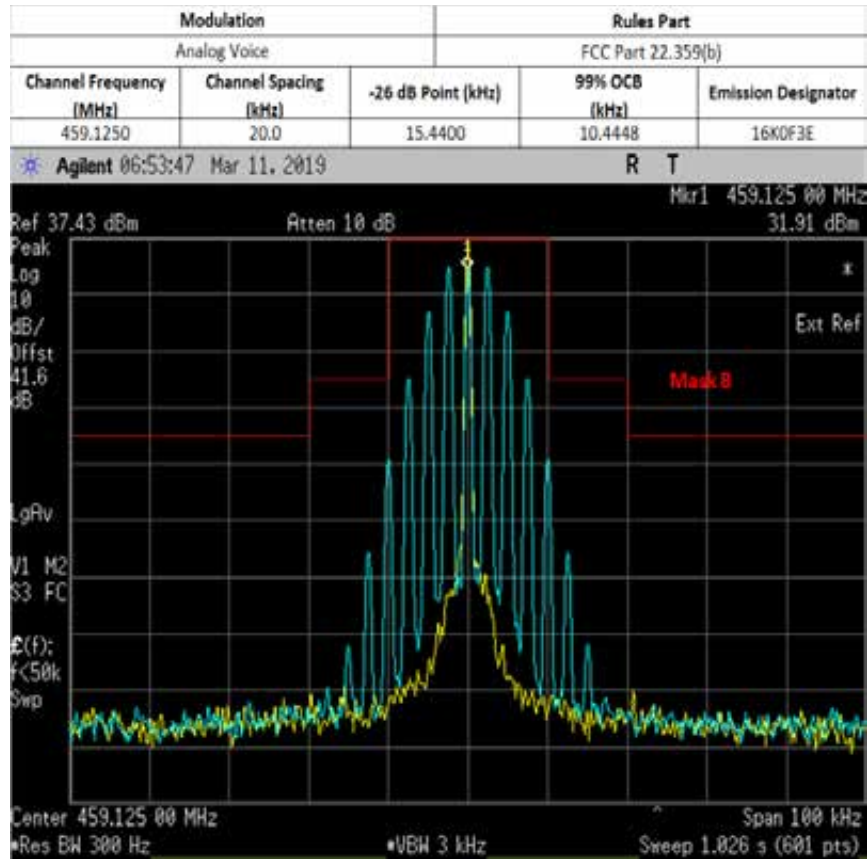 Modulation Rules Part
Analog Voice FCC Part 22.359(b)
Channel Frequency (MHz) Channel Spacing (kHz) -26 dB Point (kHz) 99% OCB (kHz) Emission Designator
459.1250 20.0 15.4400 10.4448 16K0F3E
Agilent 06:53:47 Mar 11, 2019 R T
Mkr1 459.125 00 MHz
Ref 37.43 dBm Atten 10 dB 31.91 dBm
Peak
Log
10
dB/
Offst
41.6
dB
1
*
Ext Ref
Mask B
LgAv
V1 M2
S3 FC
£(f):
f<50k
Swp
Center 459.125 00 MHz ^ Span 100 kHz
*Res BW 300 Hz *VBW 3 kHz Sweep 1.026 s (601 pts)